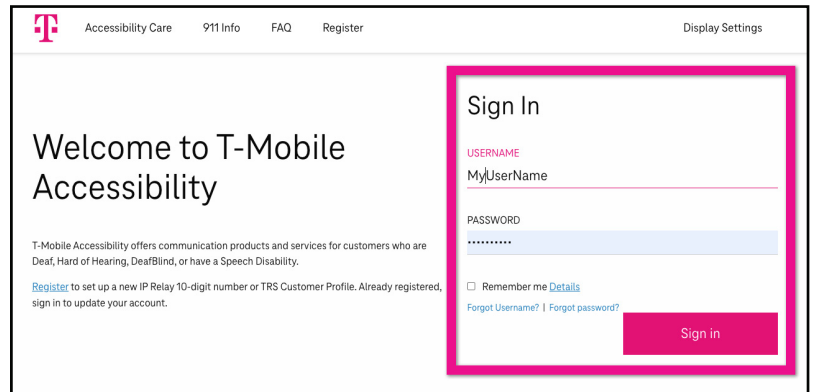 T Accessibility Care 911 Info FAQ Register Display Settings
Welcome to T-Mobile
Accessibility
T-Mobile Accessibility offers communication products and services for customers who are
Deaf, Hard of Hearing, DeafBlind, or have a Speech Disability.
Register to set up a new IP Relay 10-digit number or TRS Customer Profile. Already registered,
sign in to update your account.
Sign In
USERNAME
MyUserName
PASSWORD
••••••••••
Remember me Details
Forgot Username? | Forgot password?
Sign in